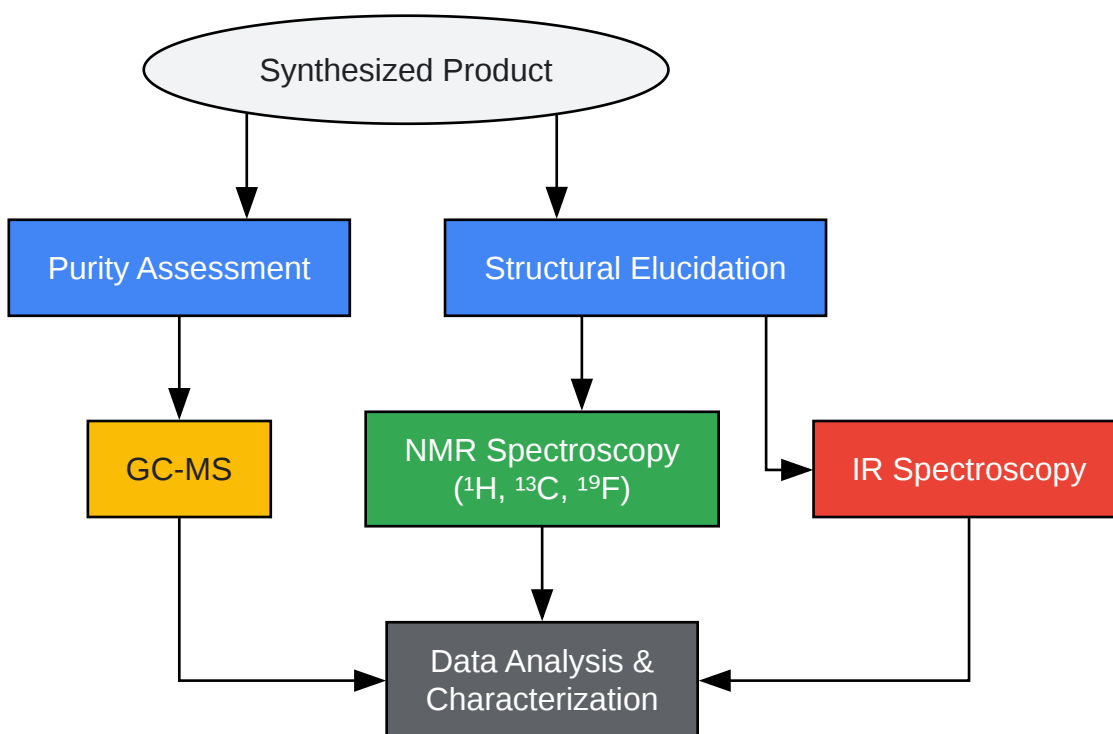 Synthesized Product
Purity Assessment
Structural Elucidation
GC-MS
NMR Spectroscopy
(¹H, ¹³C, ¹⁹F)
IR Spectroscopy
Data Analysis &
Characterization